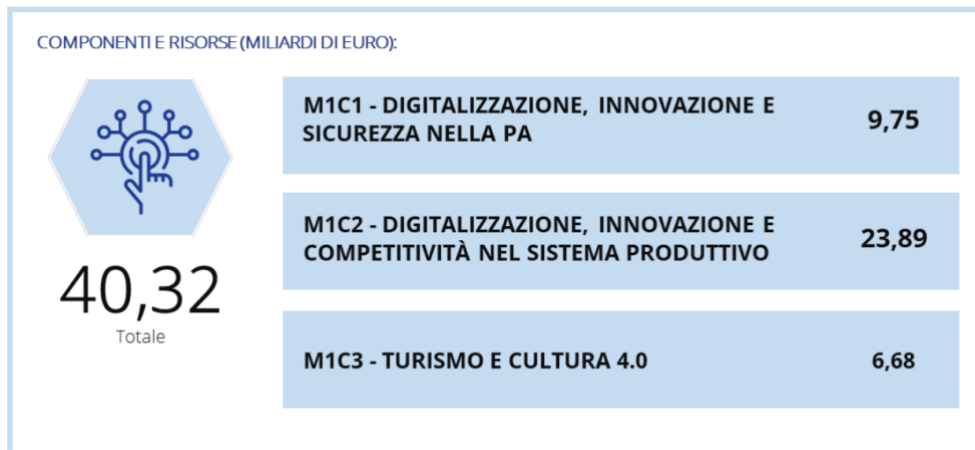 COMPONENTI E RISORSE (MILIARDI DI EURO):
M1C1 - DIGITALIZZAZIONE, INNOVAZIONE E
SICUREZZA NELLA PA
9,75
M1C2 - DIGITALIZZAZIONE, INNOVAZIONE E
COMPETITIVITÀ NEL SISTEMA PRODUTTIVO
23,89
40,32
Totale
M1C3 - TURISMO E CULTURA 4.0
6,68